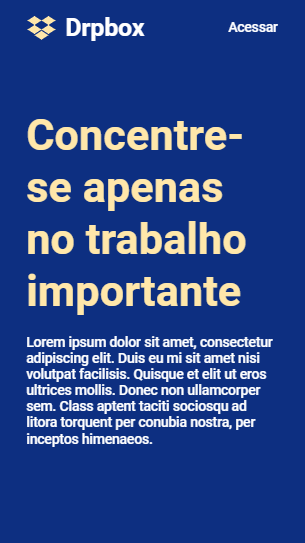 Drpbox
Acessar
Concentre-
se apenas
no trabalho
importante
Lorem ipsum dolor sit amet, consectetur
adipiscing elit. Duis eu mi sit amet nisi
volutpat facilisis. Quisque et elit ut eros
ultrices mollis. Donec non ullamcorper
sem. Class aptent taciti sociosqu ad
litora torquent per conubia nostra, per
inceptos himenaeos.